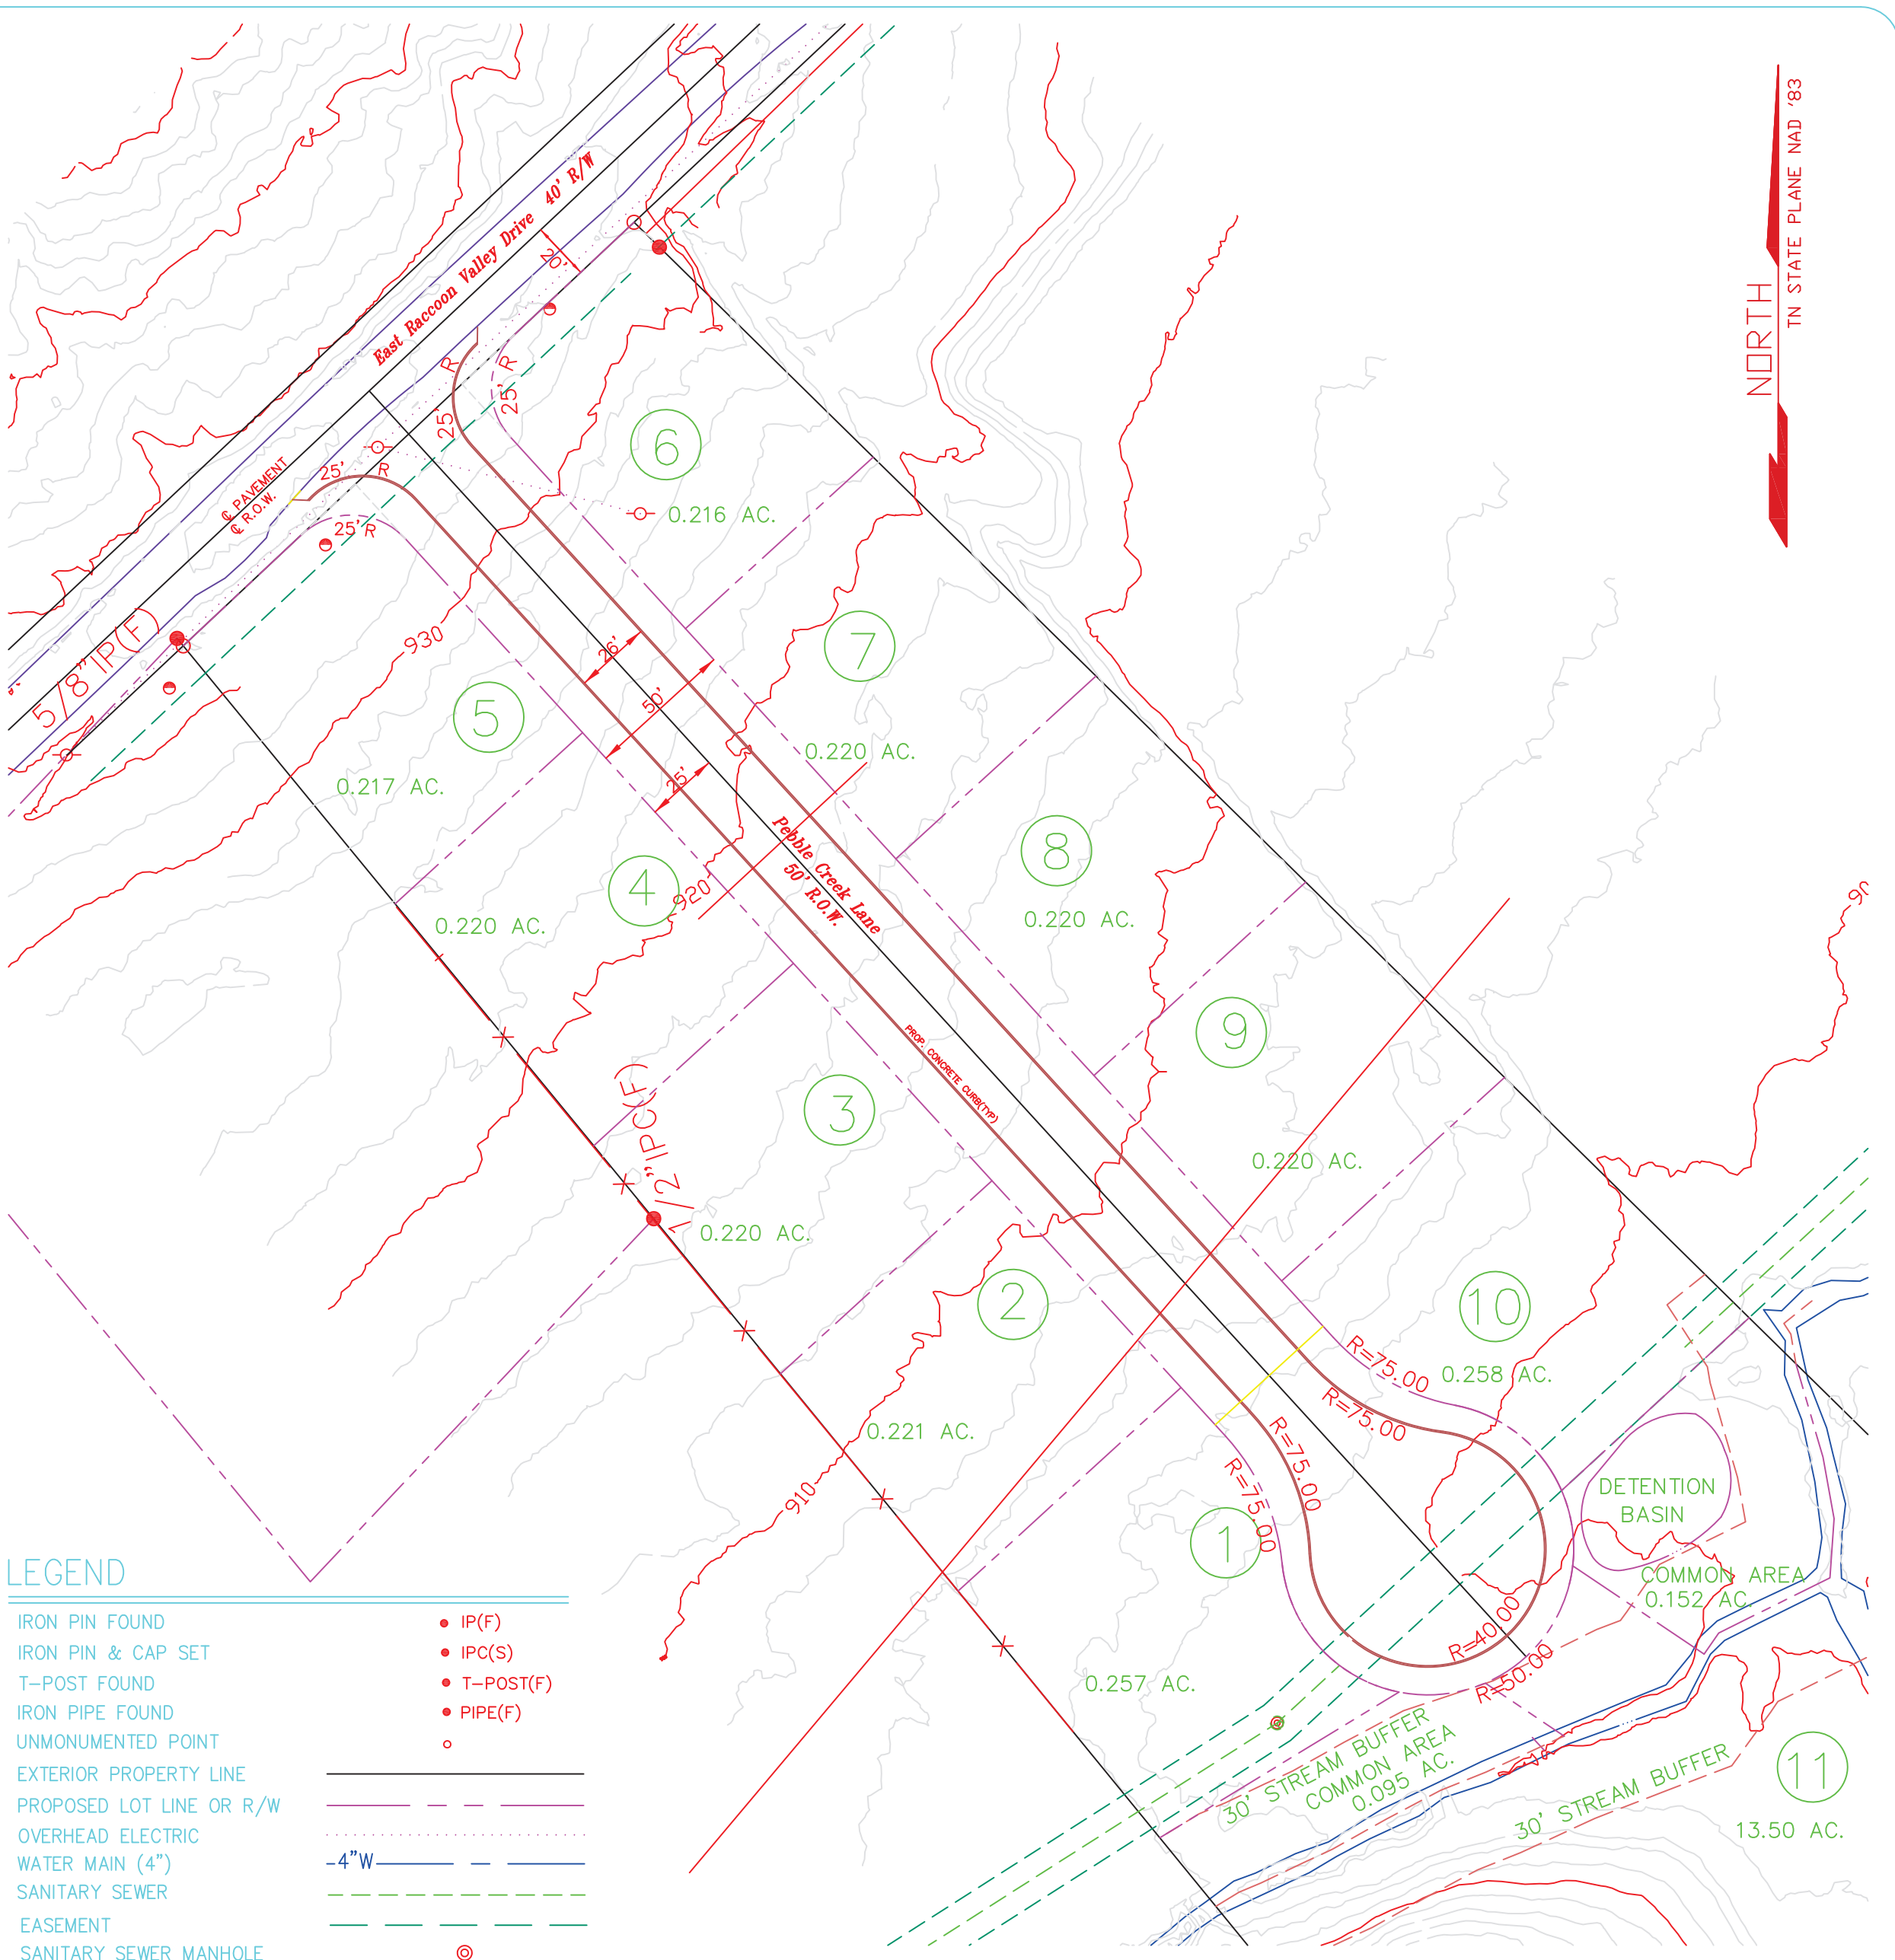 TN STATE PLANE NAD '83
NORTH
East Raccoon Valley Drive 40' R/W
20'
25' R
25' R
25' R
25'R
℄ PAVEMENT
℄ R.O.W.
5/8"IP(F)
930
6
0.216 AC.
7
0.220 AC.
5
0.217 AC.
26'
50'
25'
4
0.220 AC.
920
Pebble Creek Lane
50' R.O.W.
8
0.220 AC.
90
9
0.220 AC.
PROP. CONCRETE CURB(TYP)
3
0.220 AC.
1/2"IPC(F)
2
0.221 AC.
910
10
0.258 AC.
R=75.00
R=75.00
R=75.00
R=75.00
1
0.257 AC.
DETENTION
BASIN
COMMON AREA
0.152 AC.
R=40.00
R=50.00
30' STREAM BUFFER
COMMON AREA
0.095 AC.
30' STREAM BUFFER
11
13.50 AC.
LEGEND
IRON PIN FOUND IP(F)
IRON PIN & CAP SET IPC(S)
T-POST FOUND T-POST(F)
IRON PIPE FOUND PIPE(F)
UNMONUMENTED POINT
EXTERIOR PROPERTY LINE
PROPOSED LOT LINE OR R/W
OVERHEAD ELECTRIC
WATER MAIN (4") 4"W
SANITARY SEWER
EASEMENT
SANITARY SEWER MANHOLE